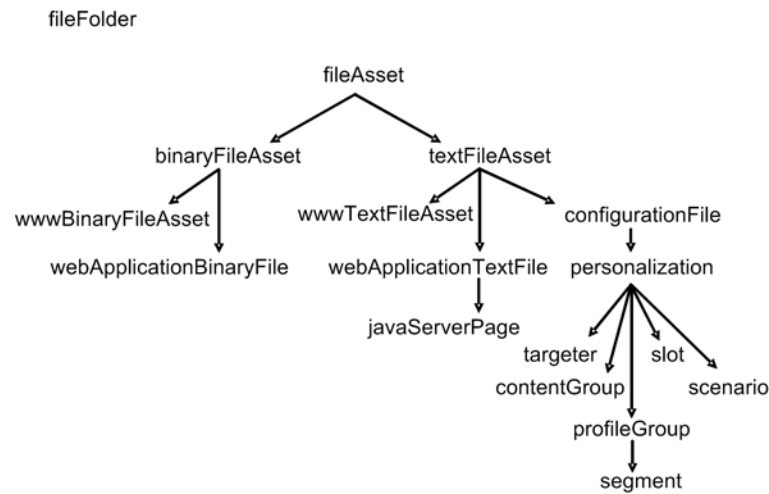 fileFolder
fileAsset
binaryFileAsset
textFileAsset
wwwBinaryFileAsset
wwwTextFileAsset
configurationFile
webApplicationBinaryFile
webApplicationTextFile
personalization
javaServerPage
targeter
slot
contentGroup
scenario
profileGroup
segment